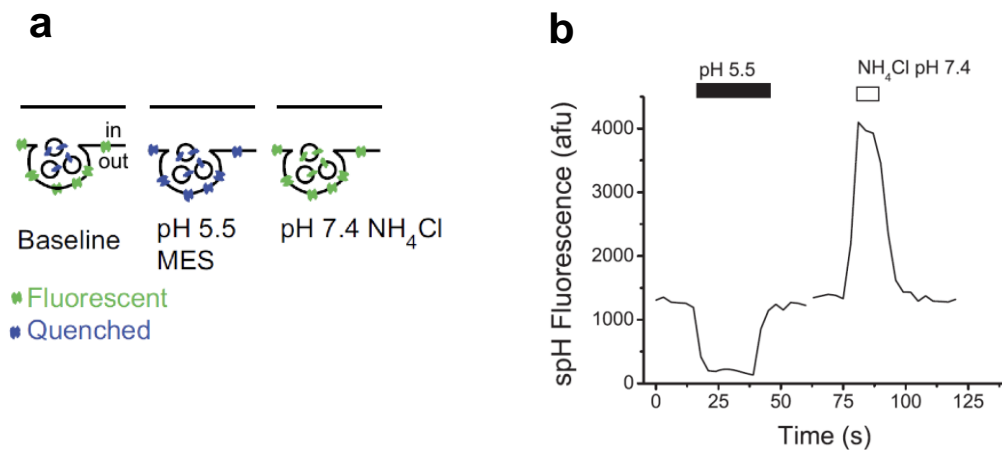 a
in
out
Baseline
pH 5.5
MES
pH 7.4 NH₄Cl
Fluorescent
Quenched
b
pH 5.5
NH₄Cl pH 7.4
spH Fluorescence (afu)
4000
3000
2000
1000
0
0
25
50
75
100
125
Time (s)